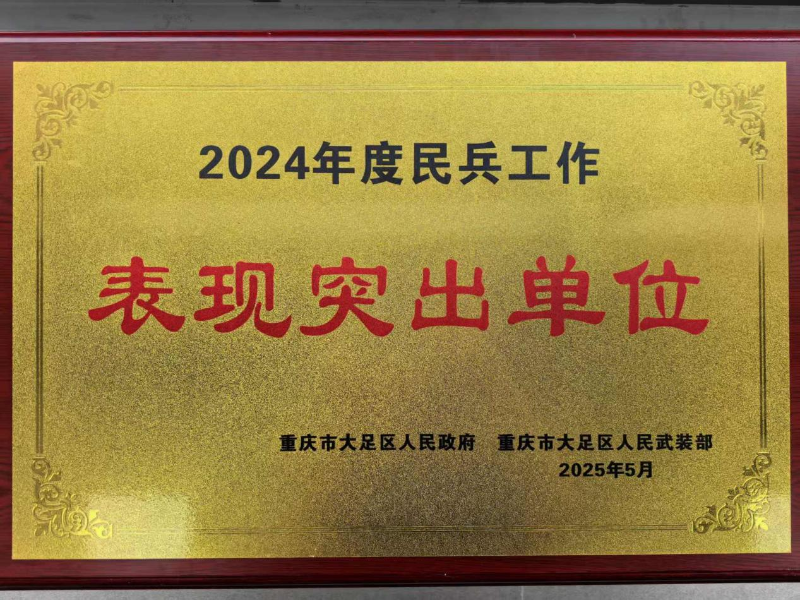 2024年度民兵工作
表现突出单位
重庆市大足区人民政府 重庆市大足区人民武装部
2025年5月